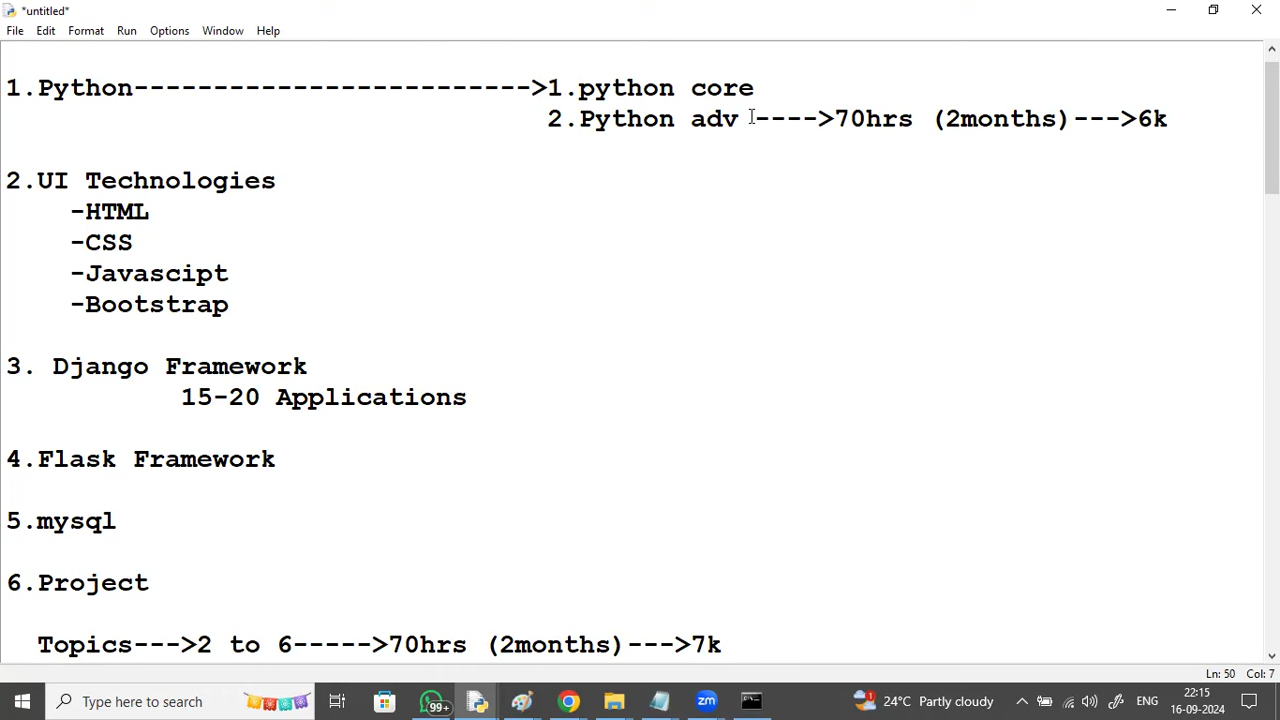 *untitled*
File Edit Format Run Options Window Help
1.Python------------------------->1.python core
2.Python adv ---->70hrs (2months)--->6k
2.UI Technologies
-HTML
-CSS
-Javascipt
-Bootstrap
3. Django Framework
15-20 Applications
4.Flask Framework
5.mysql
6.Project
Topics--->2 to 6----->70hrs (2months)--->7k
Ln: 50 Col: 7
Type here to search
99+
zm
1
24°C Partly cloudy
ENG
22:15
16-09-2024